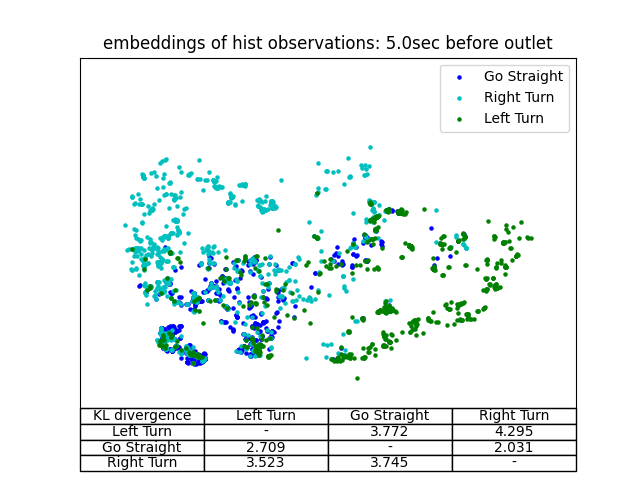 embeddings of hist observations: 5.0sec before outlet
Go Straight
Right Turn
Left Turn
KL divergence Left Turn Go Straight Right Turn
Left Turn - 3.772 4.295
Go Straight 2.709 - 2.031
Right Turn 3.523 3.745 -